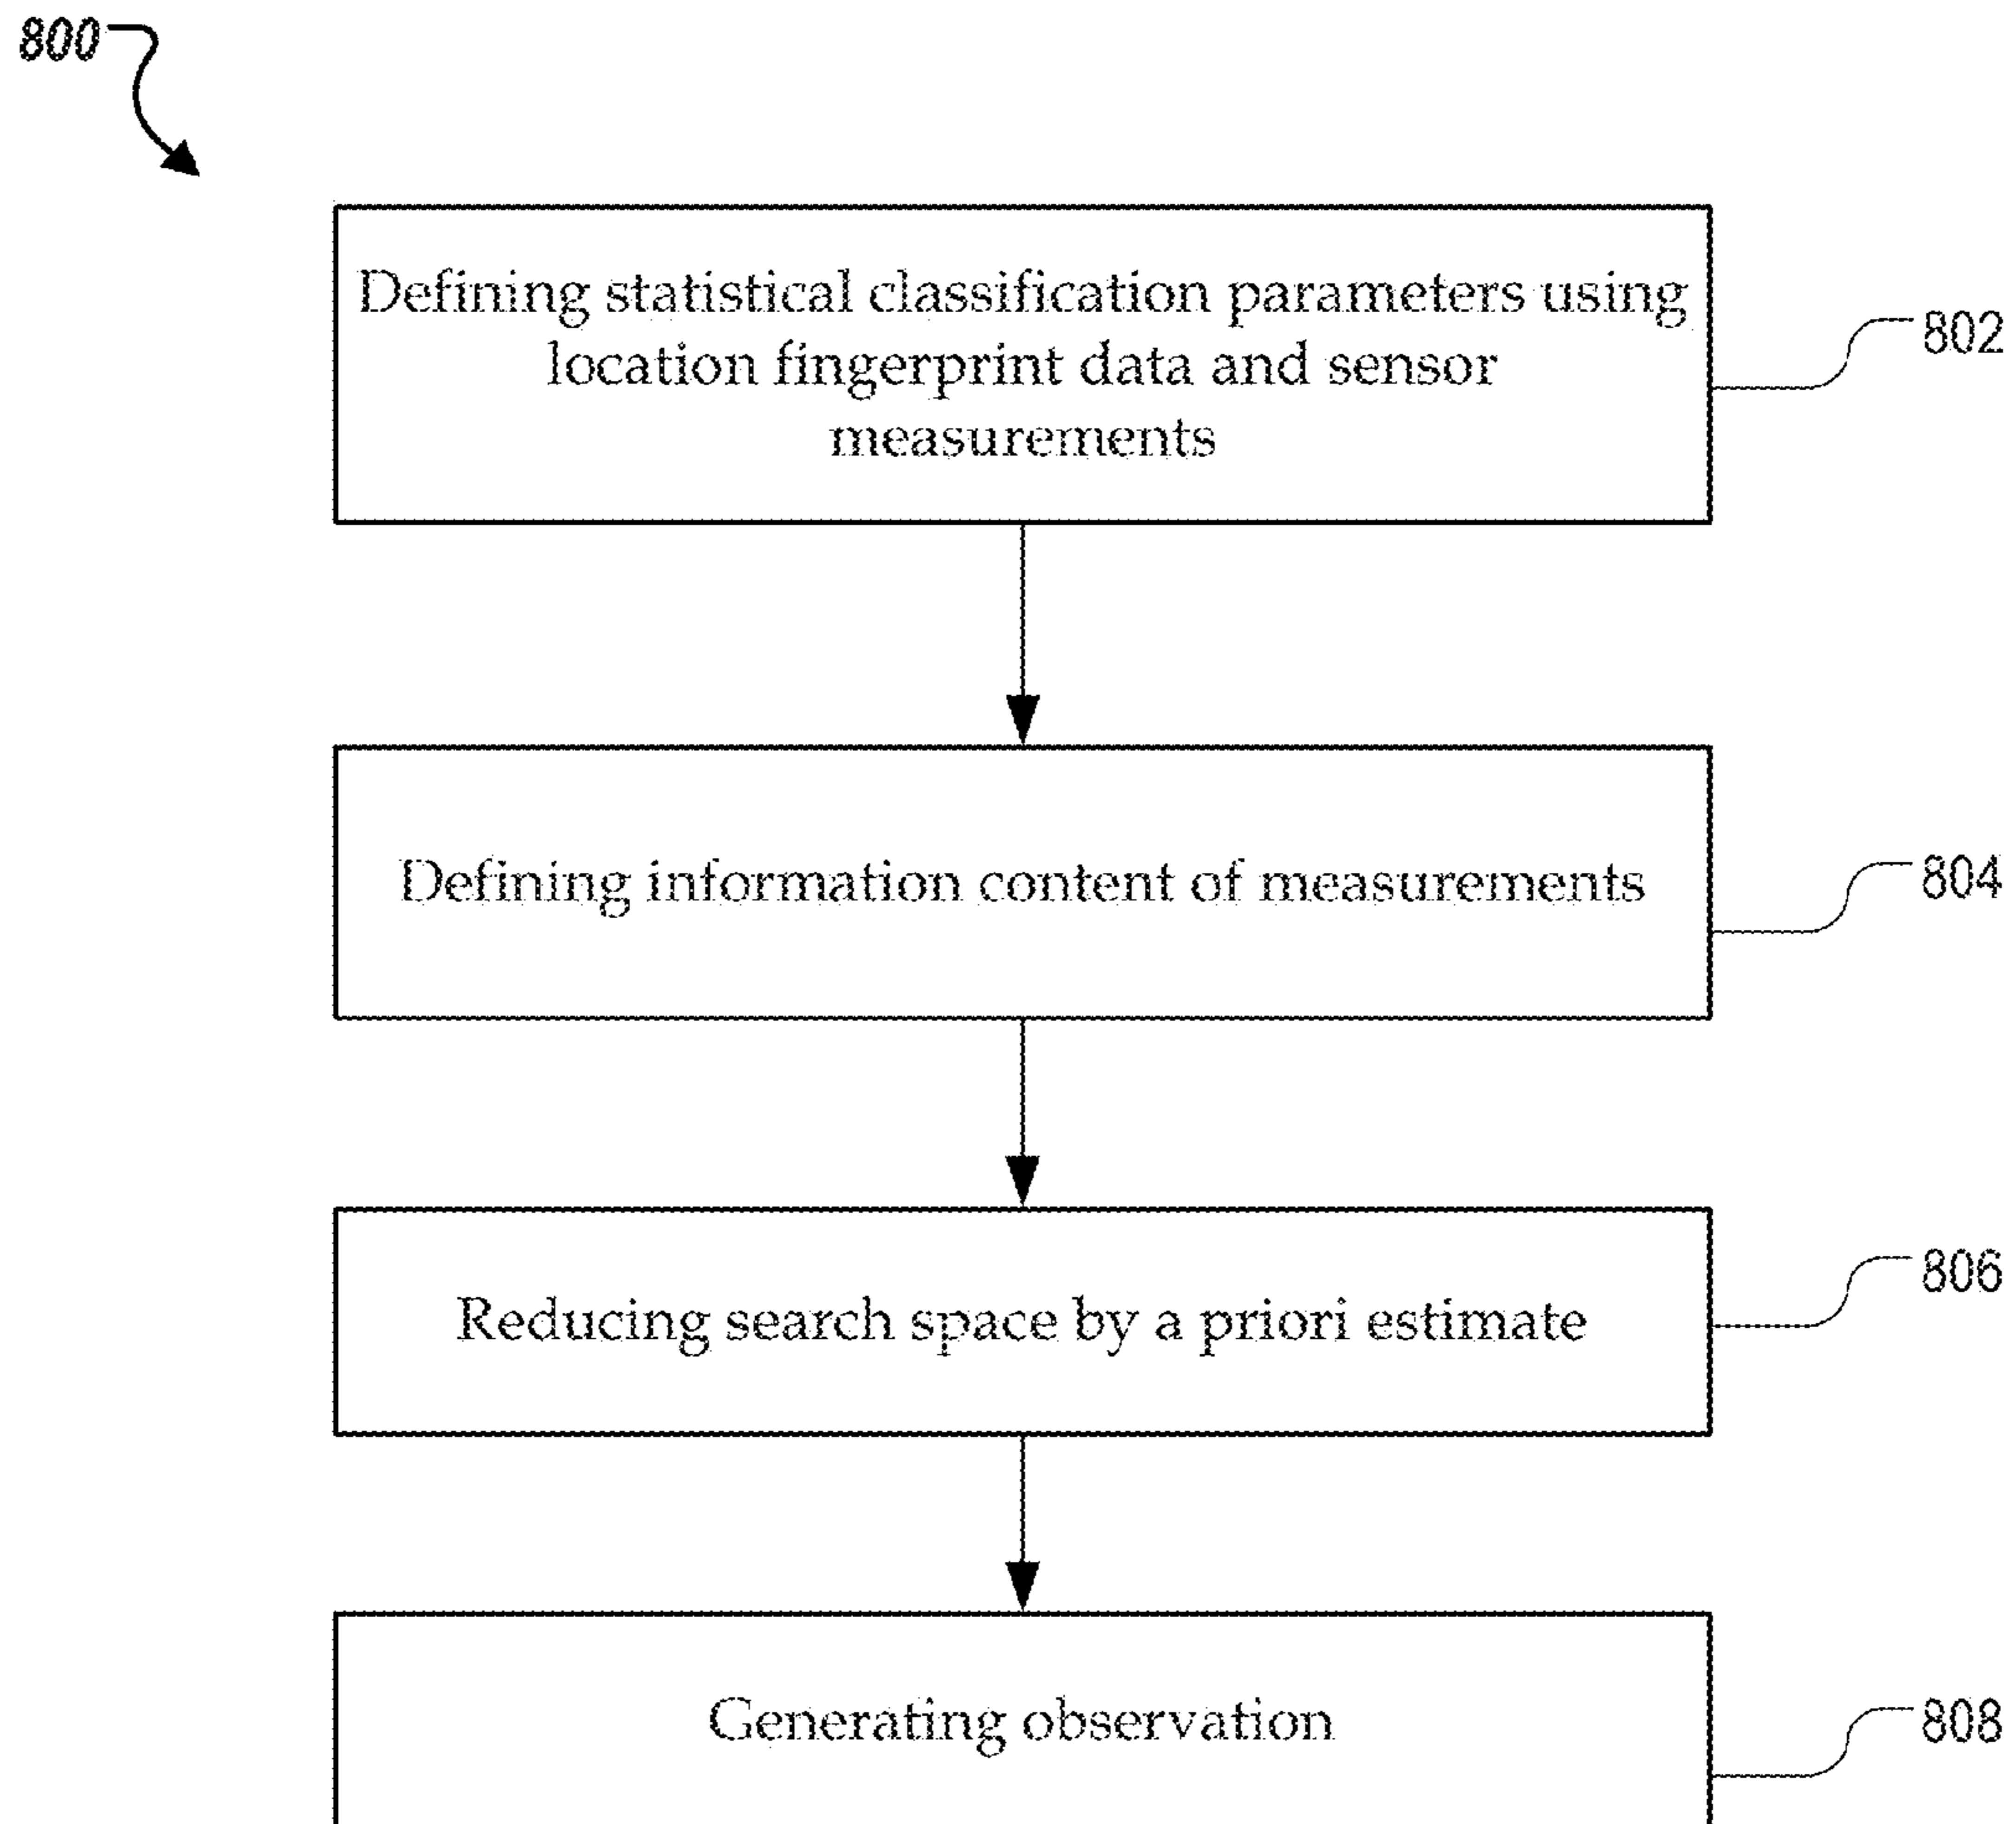 800
Defining statistical classification parameters using
location fingerprint data and sensor
measurements
802
Defining information content of measurements
804
Reducing search space by a priori estimate
806
Generating observation
808